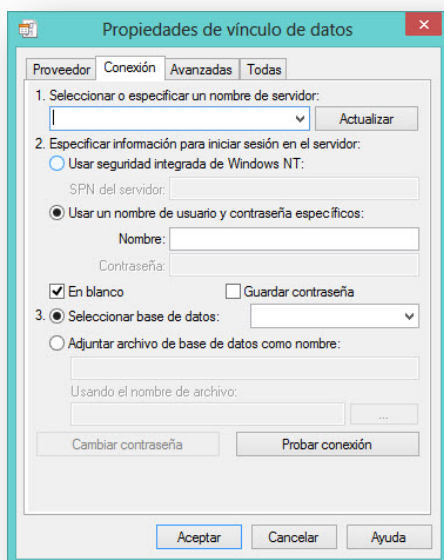 Propiedades de vínculo de datos
Proveedor Conexión Avanzadas Todas
1. Seleccionar o especificar un nombre de servidor:
Actualizar
2. Especificar información para iniciar sesión en el servidor:
Usar seguridad integrada de Windows NT:
SPN del servidor:
Usar un nombre de usuario y contraseña específicos:
Nombre:
Contraseña:
En blanco Guardar contraseña
3. Seleccionar base de datos:
Adjuntar archivo de base de datos como nombre:
Usando el nombre de archivo:
...
Cambiar contraseña Probar conexión
Aceptar Cancelar Ayuda